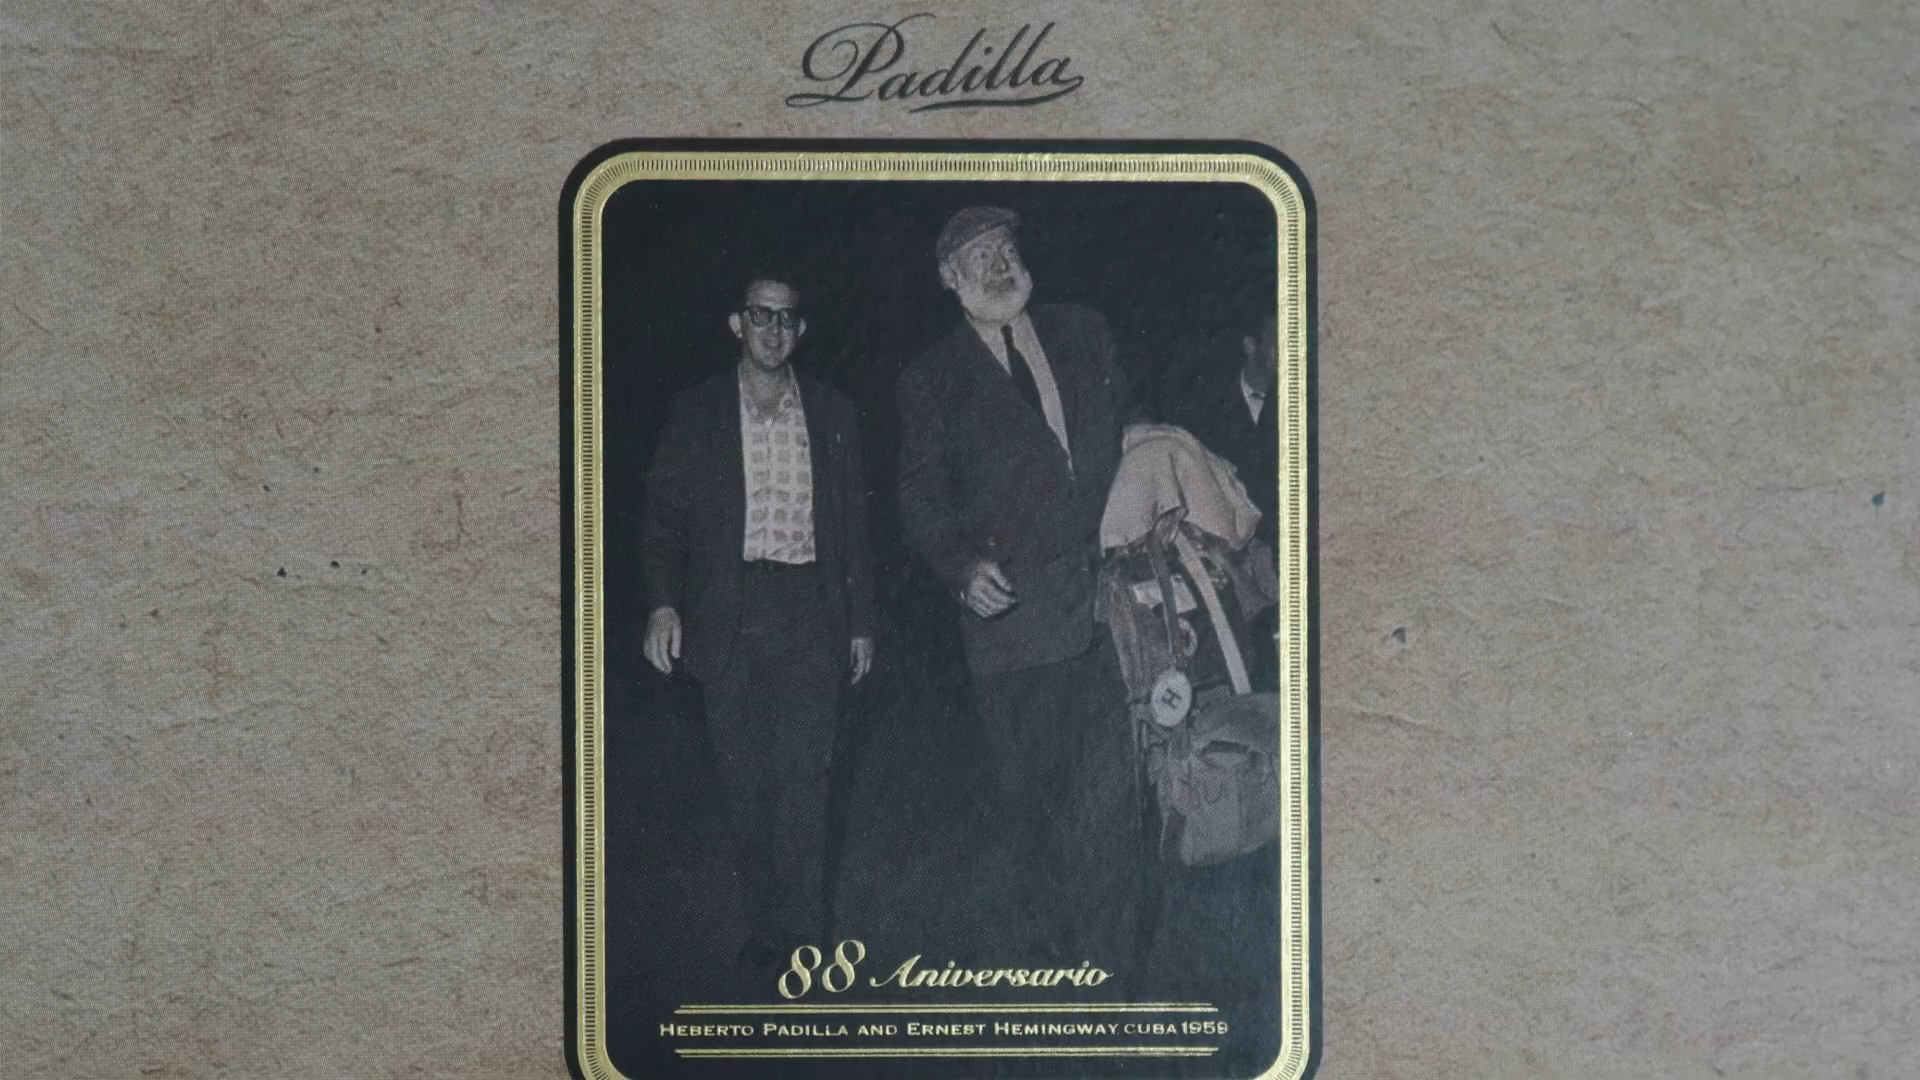 Padilla
H
88 Aniversario
HEBERTO PADILLA AND ERNEST HEMINGWAY CUBA 1959